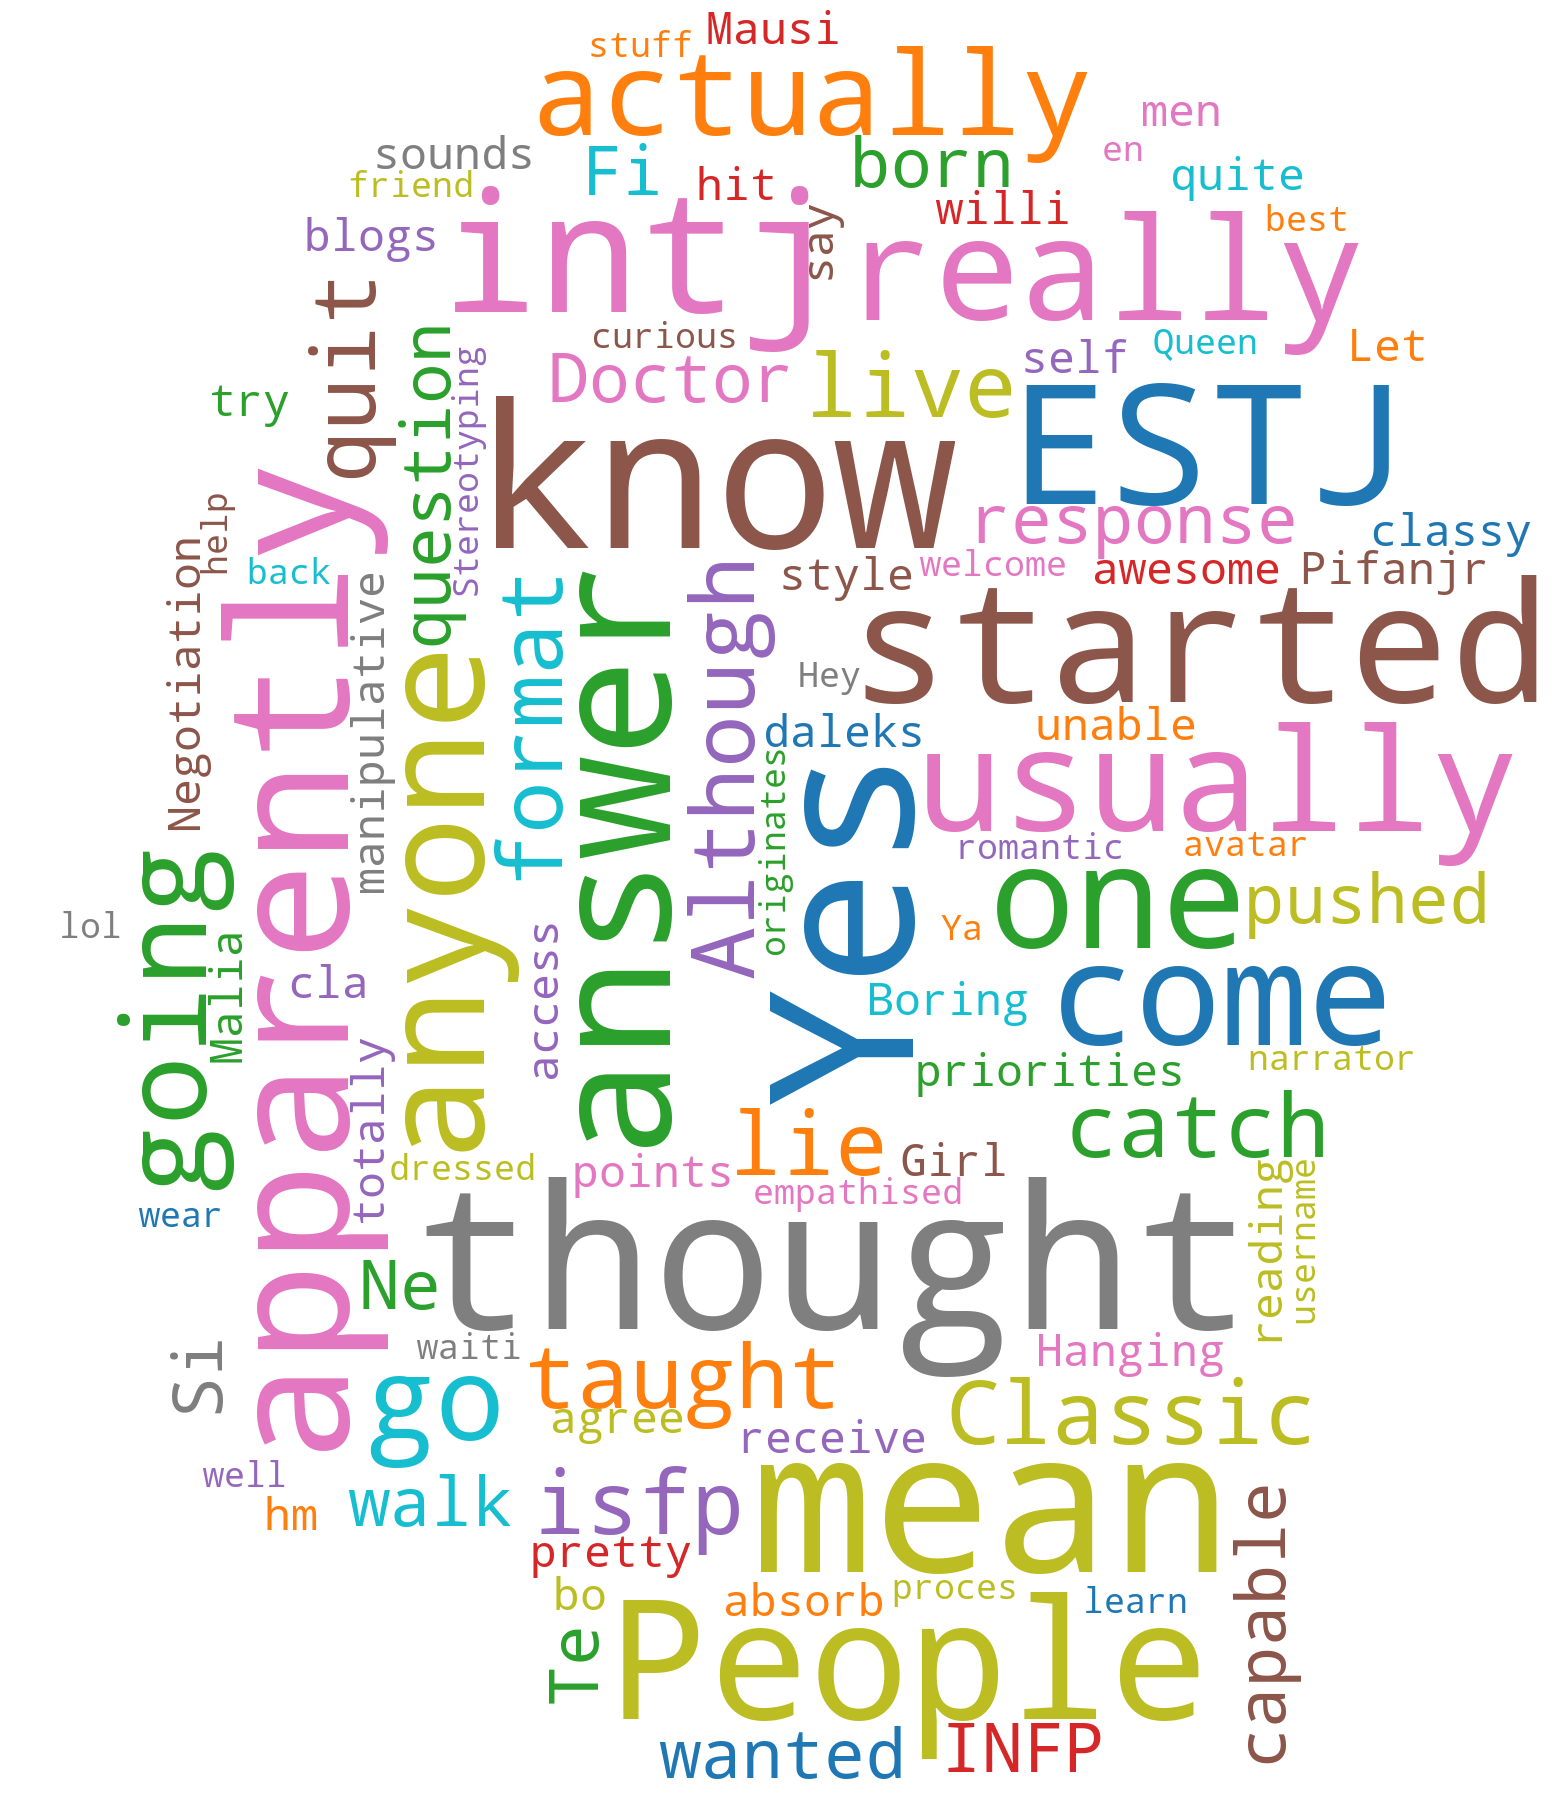 stuff
Mausi
actually
men
sounds
Fi
hit
born
en
quite
friend
blogs
intj
say
willi
really
best
quit
question
Stereotyping
curious
Doctor
live
self
Queen
Let
try
know
ESTJ
help
apparently
response
classy
Negotiation
back
manipulative
anyone
format
answer
Although
style
welcome
awesome
Pifanjr
started
Hey
daleks
unable
Yes
usually
originates
romantic
avatar
going
lol
Malia
cla
access
Ya
one
pushed
Boring
come
totally
priorities
narrator
catch
lie
Girl
dressed
points
empathised
reading
username
wear
thought
Ne
Si
waiti
taught
Hanging
go
agree
receive
Classic
well
hm
walk
isfp
mean
capable
pretty
bo
absorb
proces
learn
Te
People
wanted
INFP